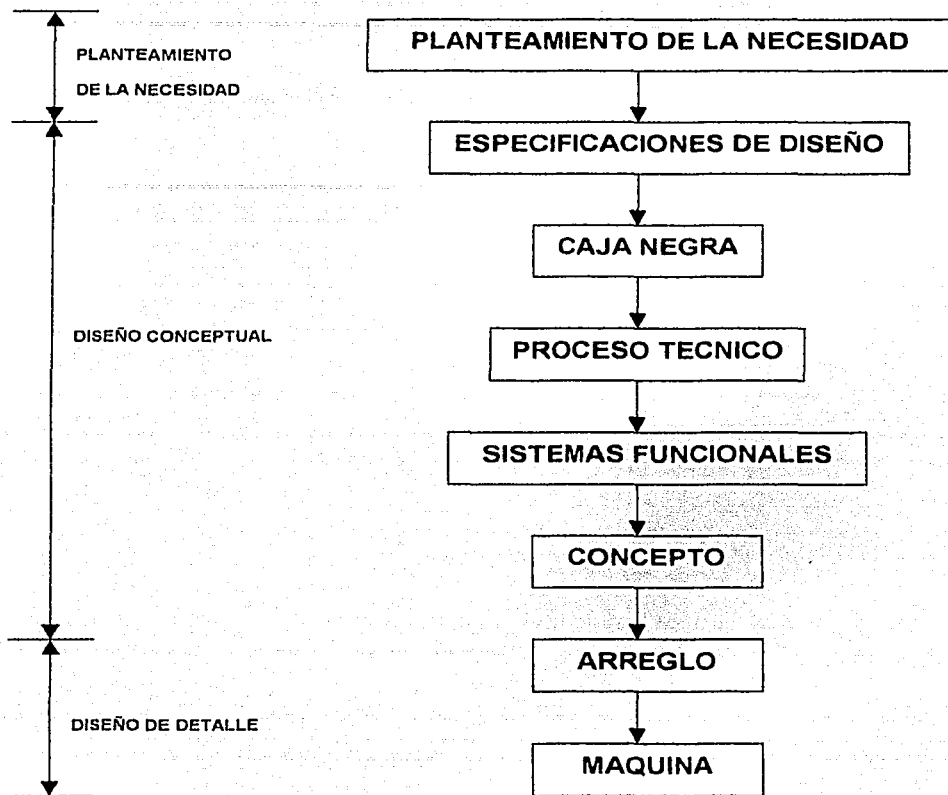 PLANTEAMIENTO DE LA NECESIDAD
PLANTEAMIENTO
DE LA NECESIDAD
ESPECIFICACIONES DE DISEÑO
CAJA NEGRA
DISEÑO CONCEPTUAL
PROCESO TECNICO
SISTEMAS FUNCIONALES
CONCEPTO
ARREGLO
DISEÑO DE DETALLE
MAQUINA